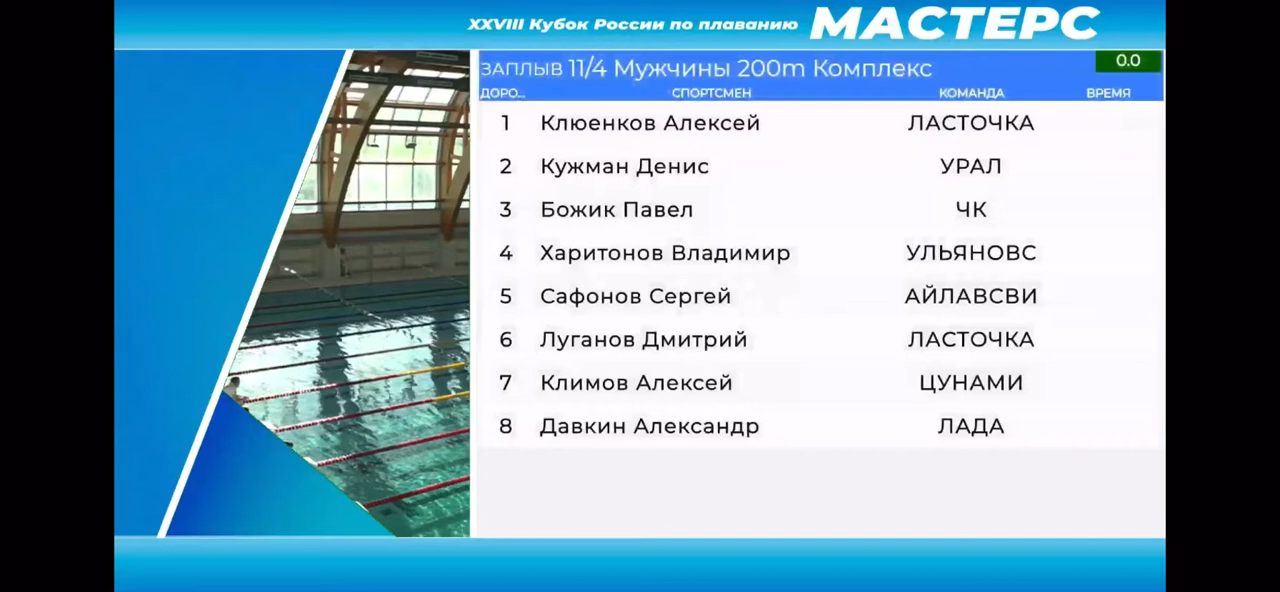 XXVIII Кубок России по плаванию МАСТЕРС
ЗАПЛЫВ 11/4 Мужчины 200m Комплекс 0.0
ДОРО... СПОРТСМЕН КОМАНДА ВРЕМЯ
1 Клюенков Алексей ЛАСТОЧКА
2 Кужман Денис УРАЛ
3 Божик Павел ЧК
4 Харитонов Владимир УЛЬЯНОВС
5 Сафонов Сергей АЙЛАВСВИ
6 Луганов Дмитрий ЛАСТОЧКА
7 Климов Алексей ЦУНАМИ
8 Давкин Александр ЛАДА